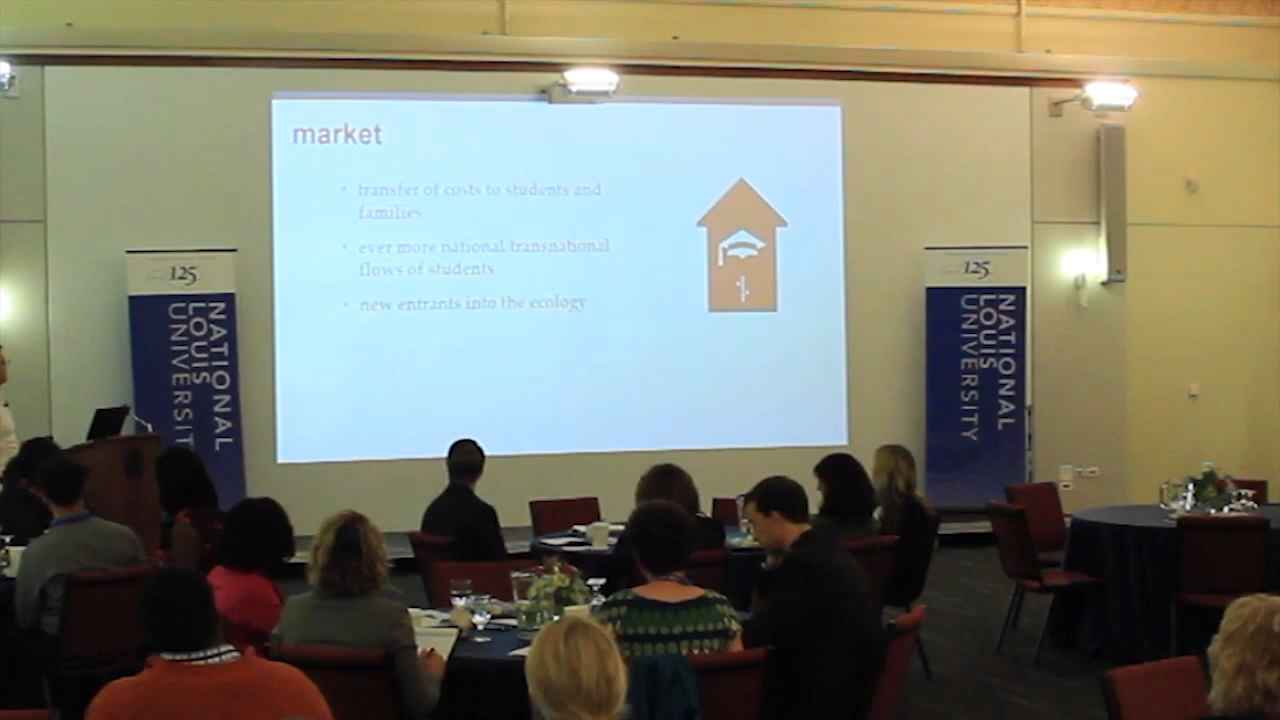 market
• transfer of costs to students and
families
• ever more national/transnational
flows of students
• new entrants into the ecology
125
NATIONAL
LOUIS
UNIVERSITY
125
NATIONAL
LOUIS
UNIVERSITY